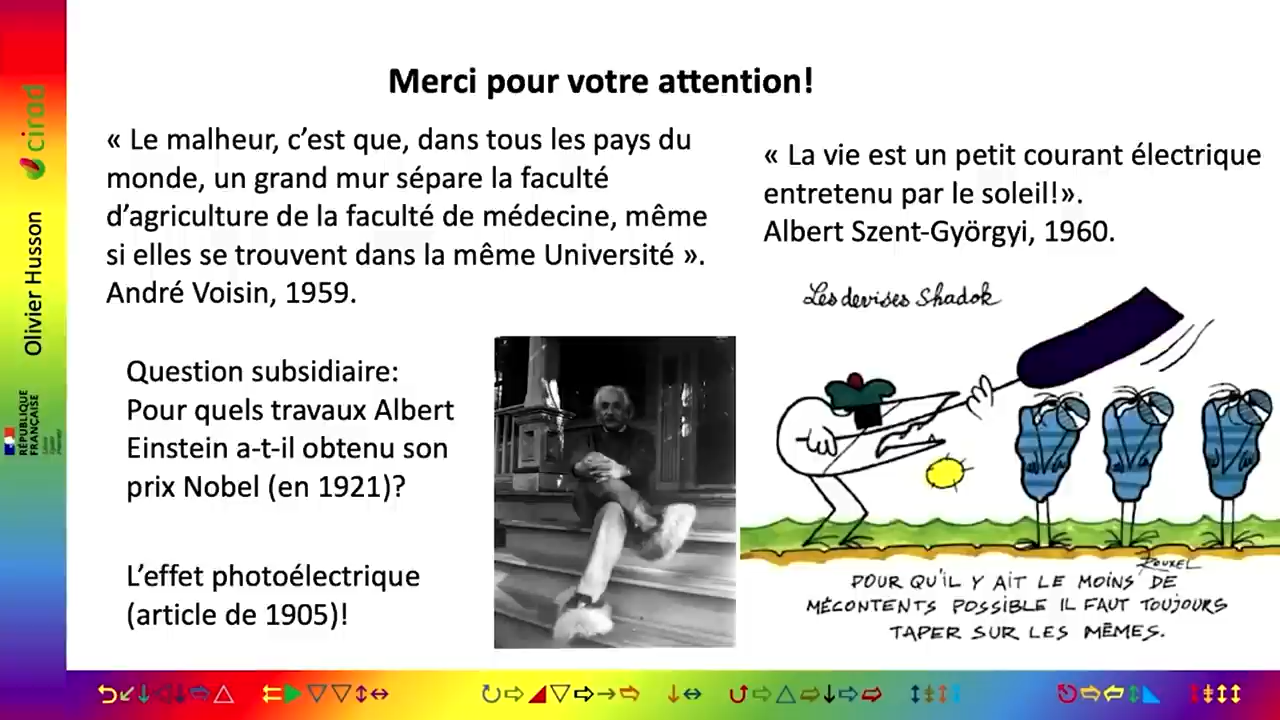 Merci pour votre attention!
« Le malheur, c’est que, dans tous les pays du
monde, un grand mur sépare la faculté
d’agriculture de la faculté de médecine, même
si elles se trouvent dans la même Université ».
André Voisin, 1959.
« La vie est un petit courant électrique
entretenu par le soleil!».
Albert Szent-Györgyi, 1960.
Question subsidiaire:
Pour quels travaux Albert
Einstein a-t-il obtenu son
prix Nobel (en 1921)?
L’effet photoélectrique
(article de 1905)!
Les devises Shadok
ROUXEL
POUR QU'IL Y AIT LE MOINS DE
MÉCONTENTS POSSIBLE IL FAUT TOUJOURS
TAPER SUR LES MÊMES.
cirad
Olivier Husson
RÉPUBLIQUE
FRANÇAISE